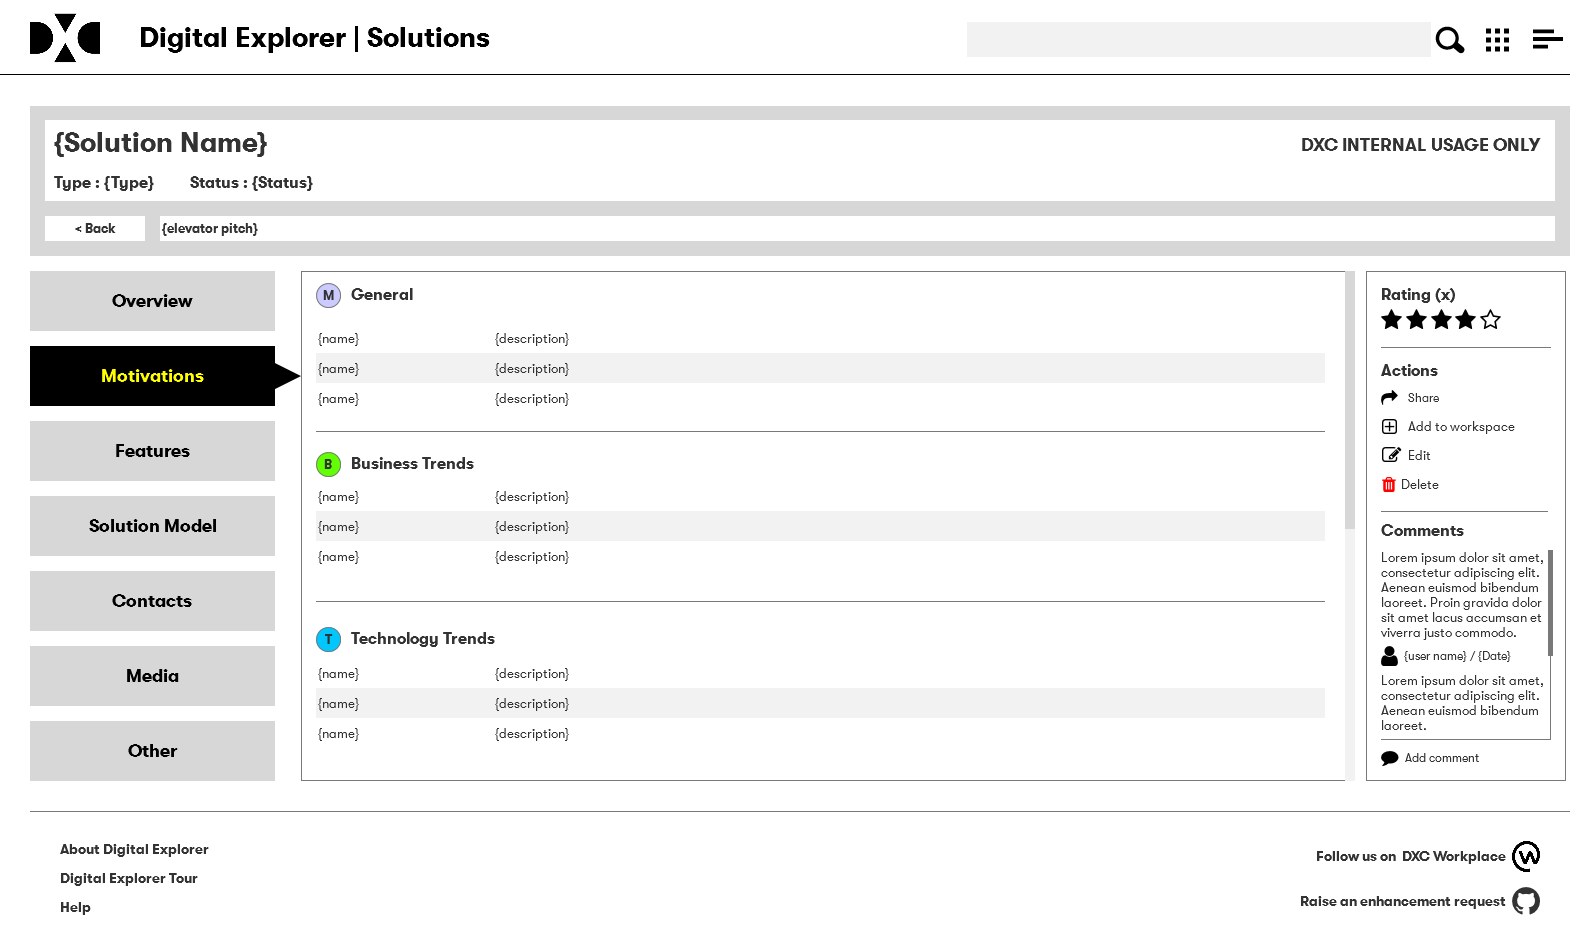 DXC
Digital Explorer | Solutions
{Solution Name}
DXC INTERNAL USAGE ONLY
Type : {Type}
Status : {Status}
< Back
{elevator pitch}
Overview
Motivations
Features
Solution Model
Contacts
Media
Other
M
General
{name}
{description}
{name}
{description}
{name}
{description}
B
Business Trends
{name}
{description}
{name}
{description}
{name}
{description}
T
Technology Trends
{name}
{description}
{name}
{description}
{name}
{description}
Rating (x)
Actions
Share
Add to workspace
Edit
Delete
Comments
Lorem ipsum dolor sit amet,
consectetur adipiscing elit.
Aenean euismod bibendum
laoreet. Proin gravida dolor
sit amet lacus accumsan et
viverra justo commodo.
{user name} / {Date}
Lorem ipsum dolor sit amet,
consectetur adipiscing elit.
Aenean euismod bibendum
laoreet.
Add comment
About Digital Explorer
Digital Explorer Tour
Help
Follow us on DXC Workplace
Raise an enhancement request